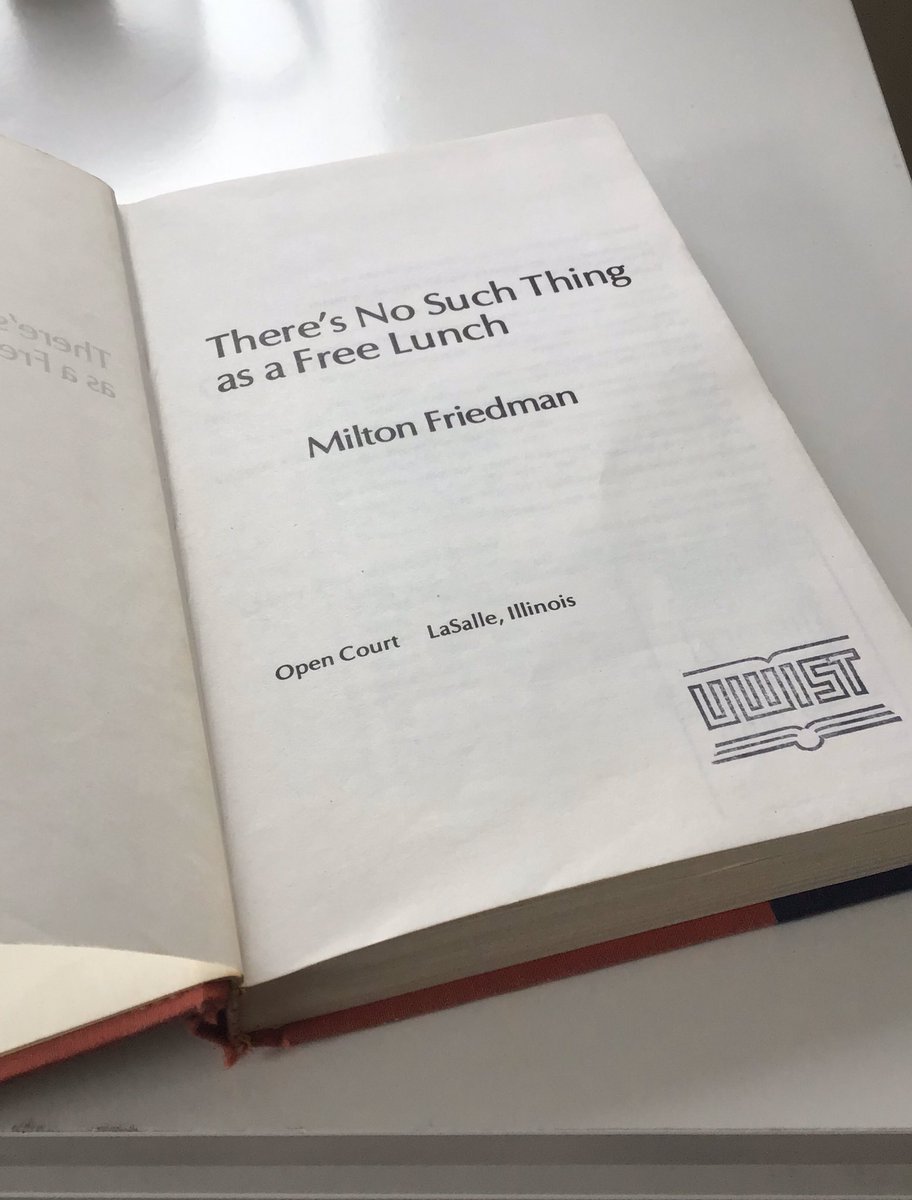 There's No Such Thing
as a Free Lunch
Milton Friedman
Open Court LaSalle, Illinois
UWIST